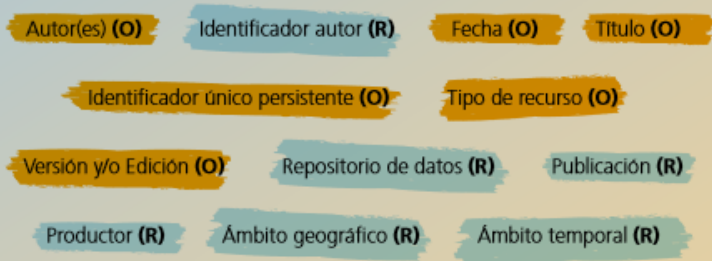 Autor(es) (O) Identificador autor (R) Fecha (O) Título (O)
Identificador único persistente (O) Tipo de recurso (O)
Versión y/o Edición (O) Repositorio de datos (R) Publicación (R)
Productor (R) Ámbito geográfico (R) Ámbito temporal (R)